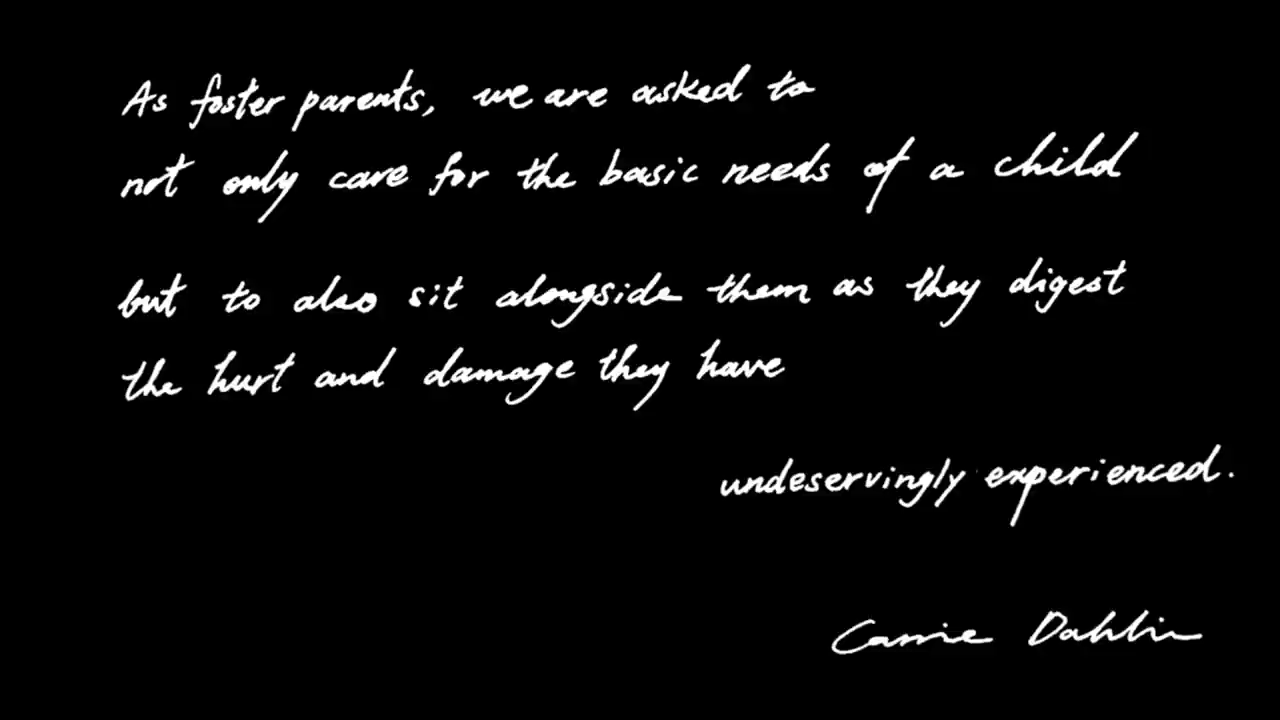 As foster parents, we are asked to
not only care for the basic needs of a child
but to also sit alongside them as they digest
the hurt and damage they have
undeservingly experienced.
Carrie Dahlin